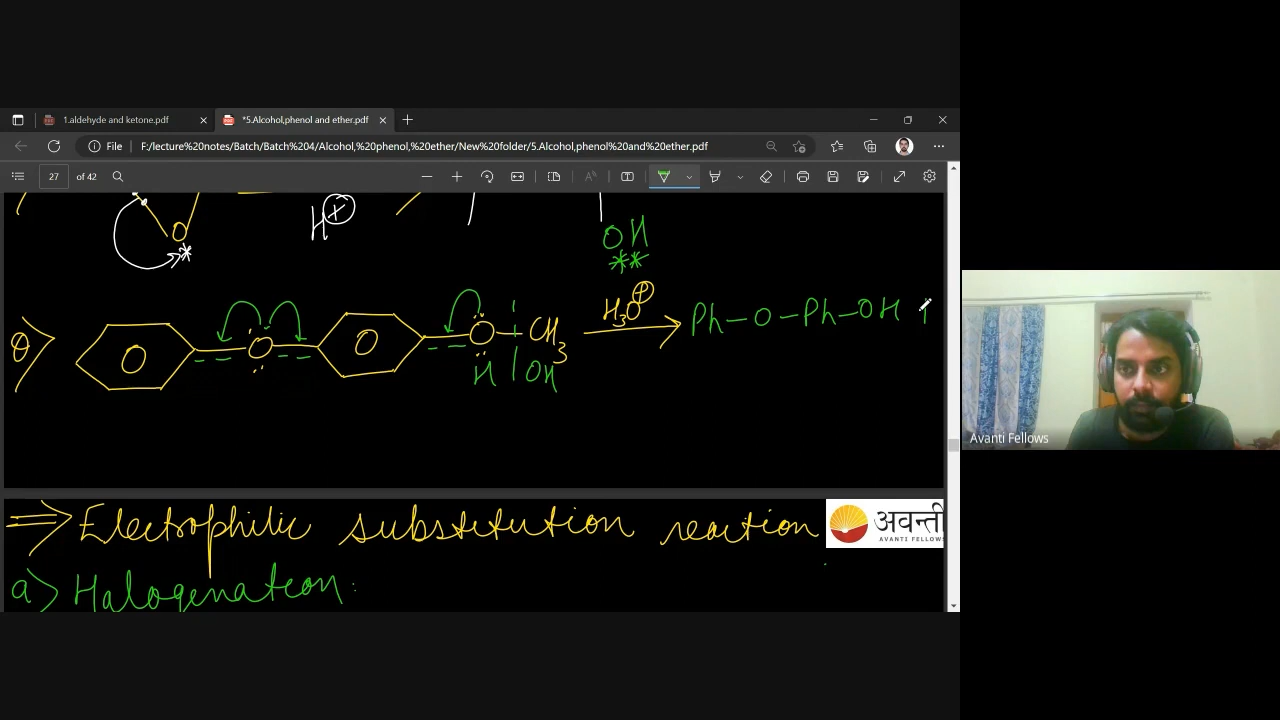 1.aldehyde and ketone.pdf
*5.Alcohol,phenol and ether.pdf
File
F:/lecture%20notes/Batch/Batch%204/Alcohol,%20phenol,%20ether/New%20folder/5.Alcohol,phenol%20and%20ether.pdf
27 of 42
O
*
H+
OH
**
θ> O O O O CH3 H3O+ Ph-O-Ph-OH
H | OH
⇒ Electrophilic substitution reaction
अवन्ती
AVANTI FELLOWS
a> Halogenation:
Avanti Fellows